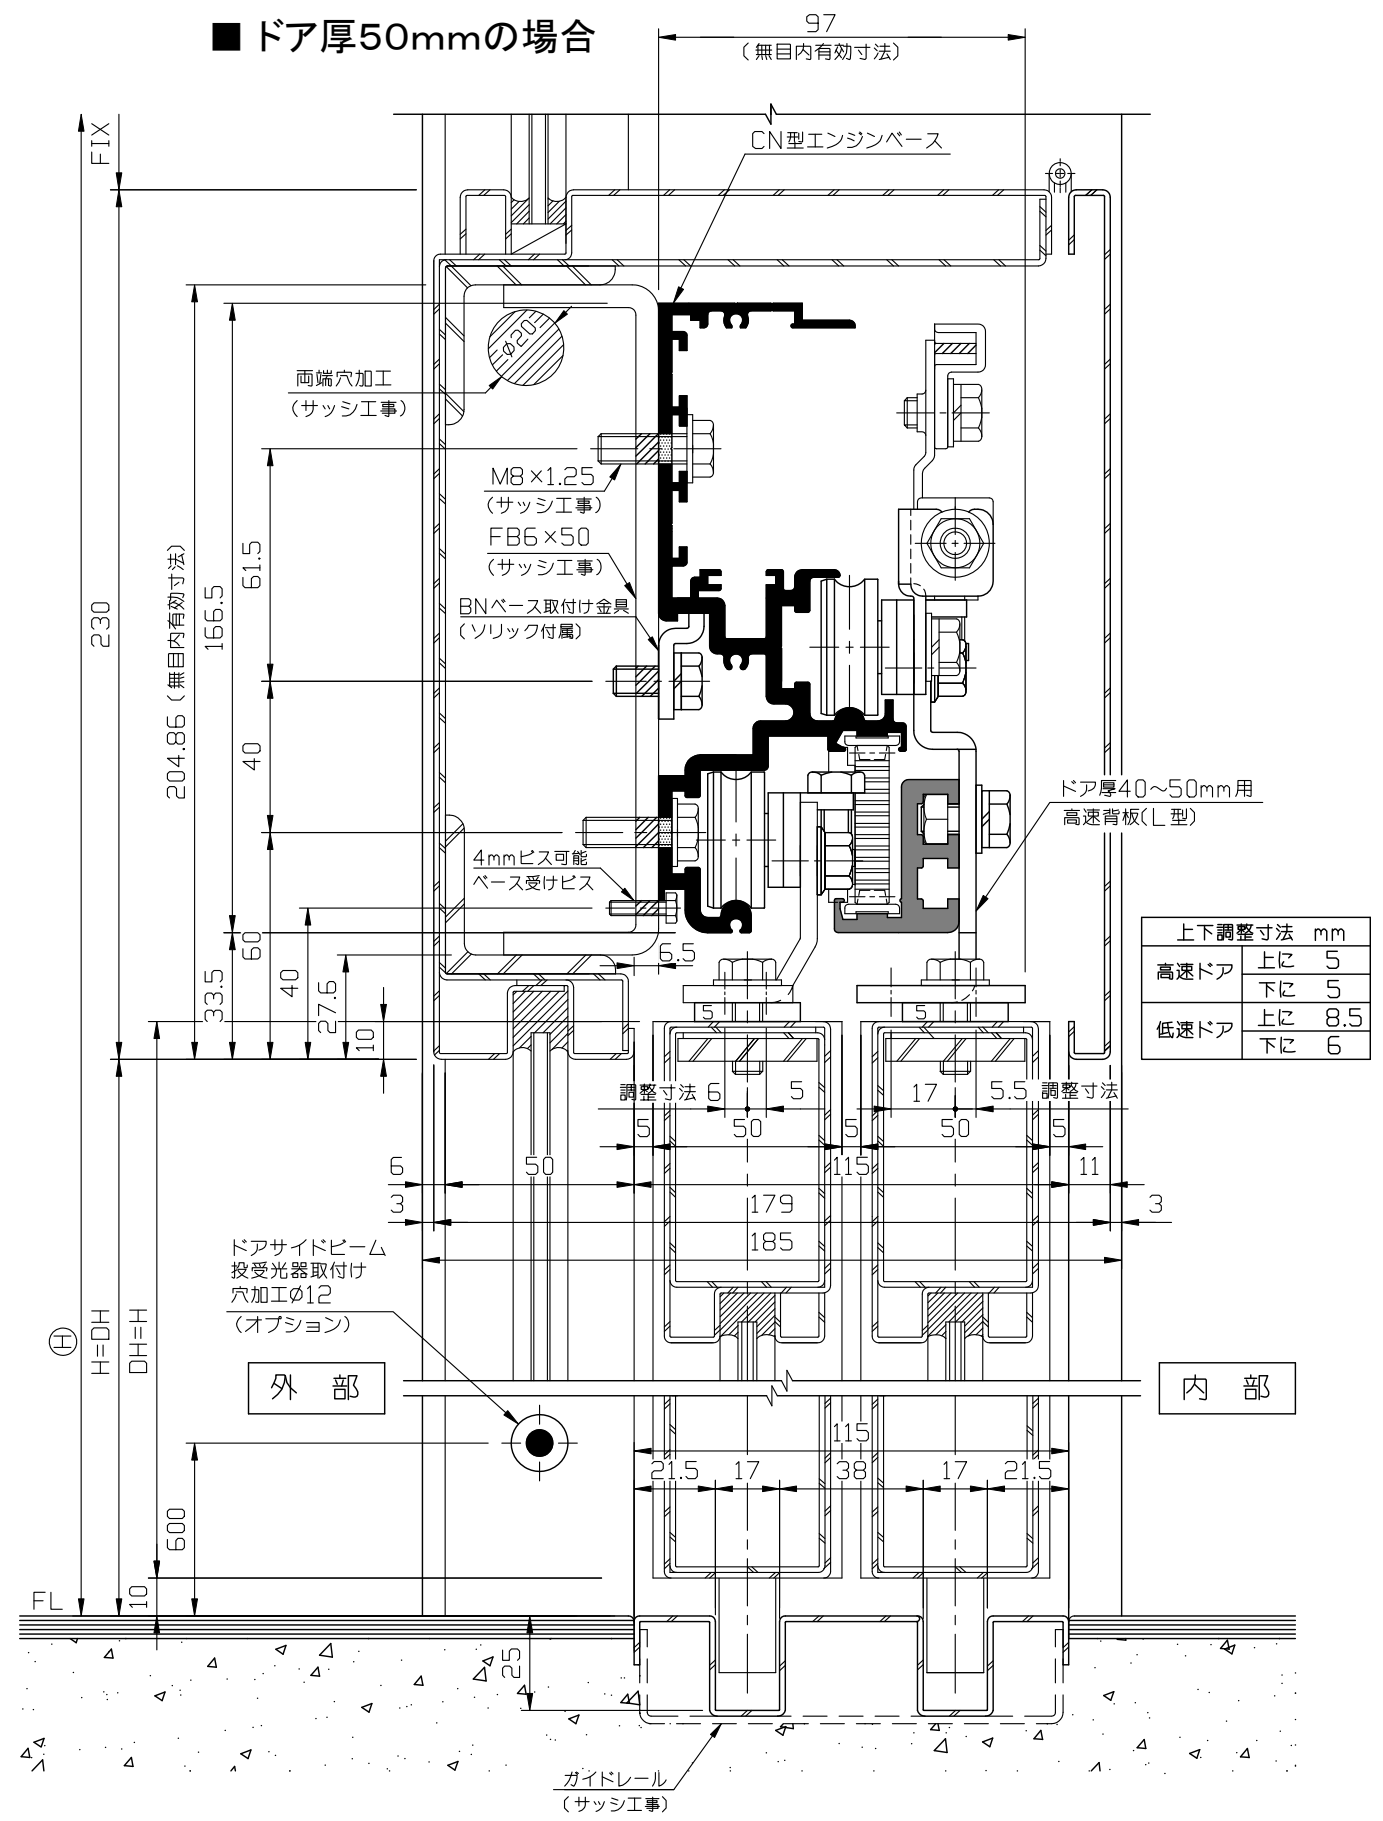 ■ ドア厚50mmの場合
97
(無目内有効寸法)
FIX
CN型エンジンベース
φ20
両端穴加工
(サッシ工事)
M8×1.25
(サッシ工事)
FB6×50
(サッシ工事)
BNベース取付け金具
(ソリック付属)
230
204.86 (無目内有効寸法)
166.5
61.5
40
60
33.5
40
27.6
10
4mmビス可能
ベース受けビス
6.5
ドア厚40~50mm用
高速背板(L型)
上下調整寸法 mm
高速ドア 上に 5
下に 5
低速ドア 上に 8.5
下に 6
5
5
調整寸法 6
5
17
5.5 調整寸法
5
50
5
50
5
6
50
115
11
3
179
3
185
ドアサイドビーム
投受光器取付け
穴加工φ12
(オプション)
H
H=DH
DH=H
外 部
内 部
115
21.5
17
38
17
21.5
600
10
FL
25
ガイドレール
(サッシ工事)